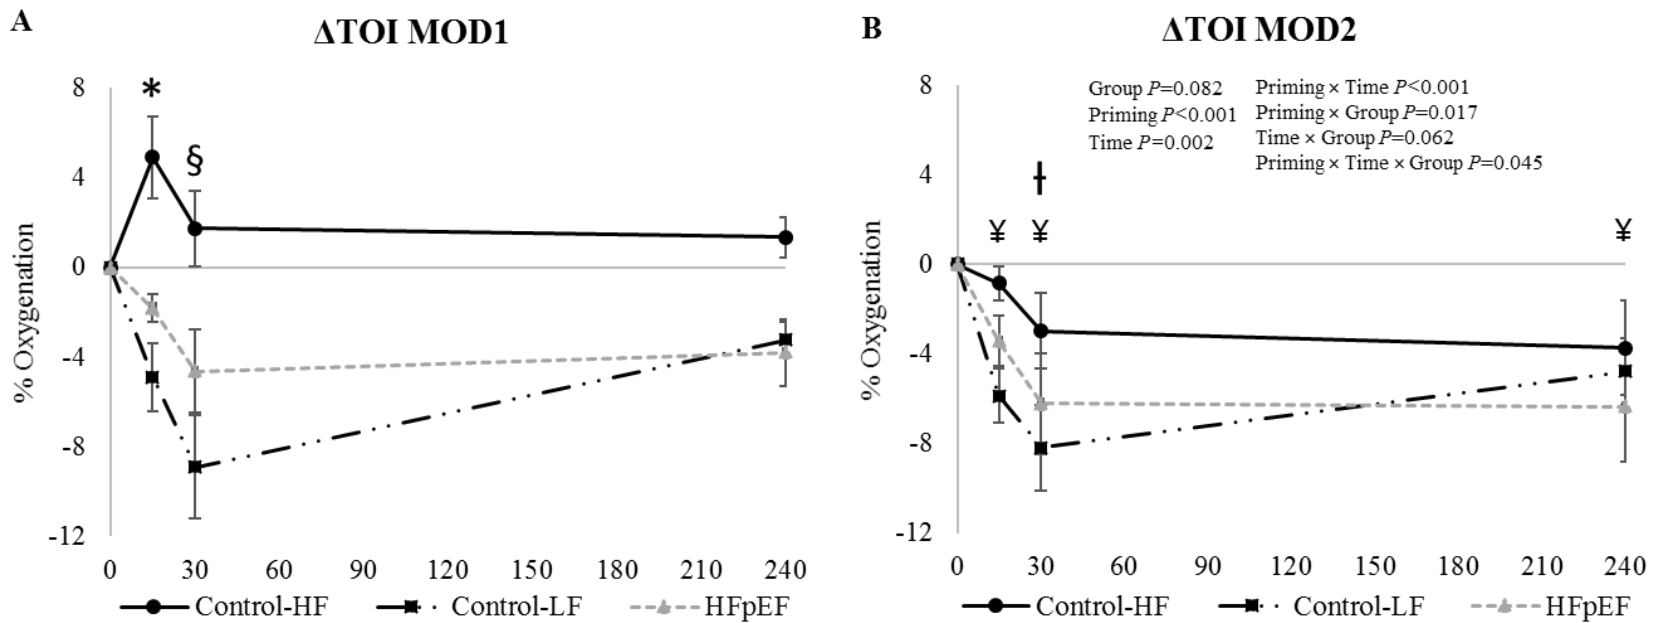 A
ΔTOI MOD1
8
4
0
-4
-8
-12
% Oxygenation
*
§
0 30 60 90 120 150 180 210 240
Control-HF Control-LF HFpEF
B
ΔTOI MOD2
8
4
0
-4
-8
-12
% Oxygenation
Group P=0.082
Priming P<0.001
Time P=0.002
Priming × Time P<0.001
Priming × Group P=0.017
Time × Group P=0.062
Priming × Time × Group P=0.045
ƚ
¥ ¥ ¥
0 30 60 90 120 150 180 210 240
Control-HF Control-LF HFpEF